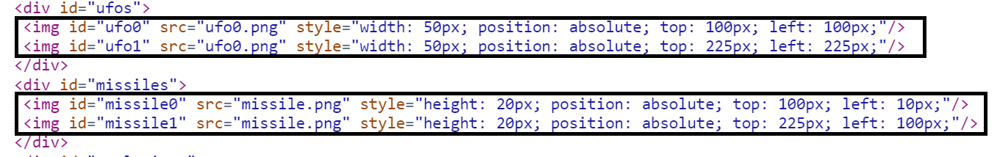 <div id="ufos">
<img id="ufo0" src="ufo0.png" style="width: 50px; position: absolute; top: 100px; left: 100px;"/>
<img id="ufo1" src="ufo0.png" style="width: 50px; position: absolute; top: 225px; left: 225px;"/>
</div>
<div id="missiles">
<img id="missile0" src="missile.png" style="height: 20px; position: absolute; top: 100px; left: 10px;"/>
<img id="missile1" src="missile.png" style="height: 20px; position: absolute; top: 225px; left: 100px;"/>
</div>